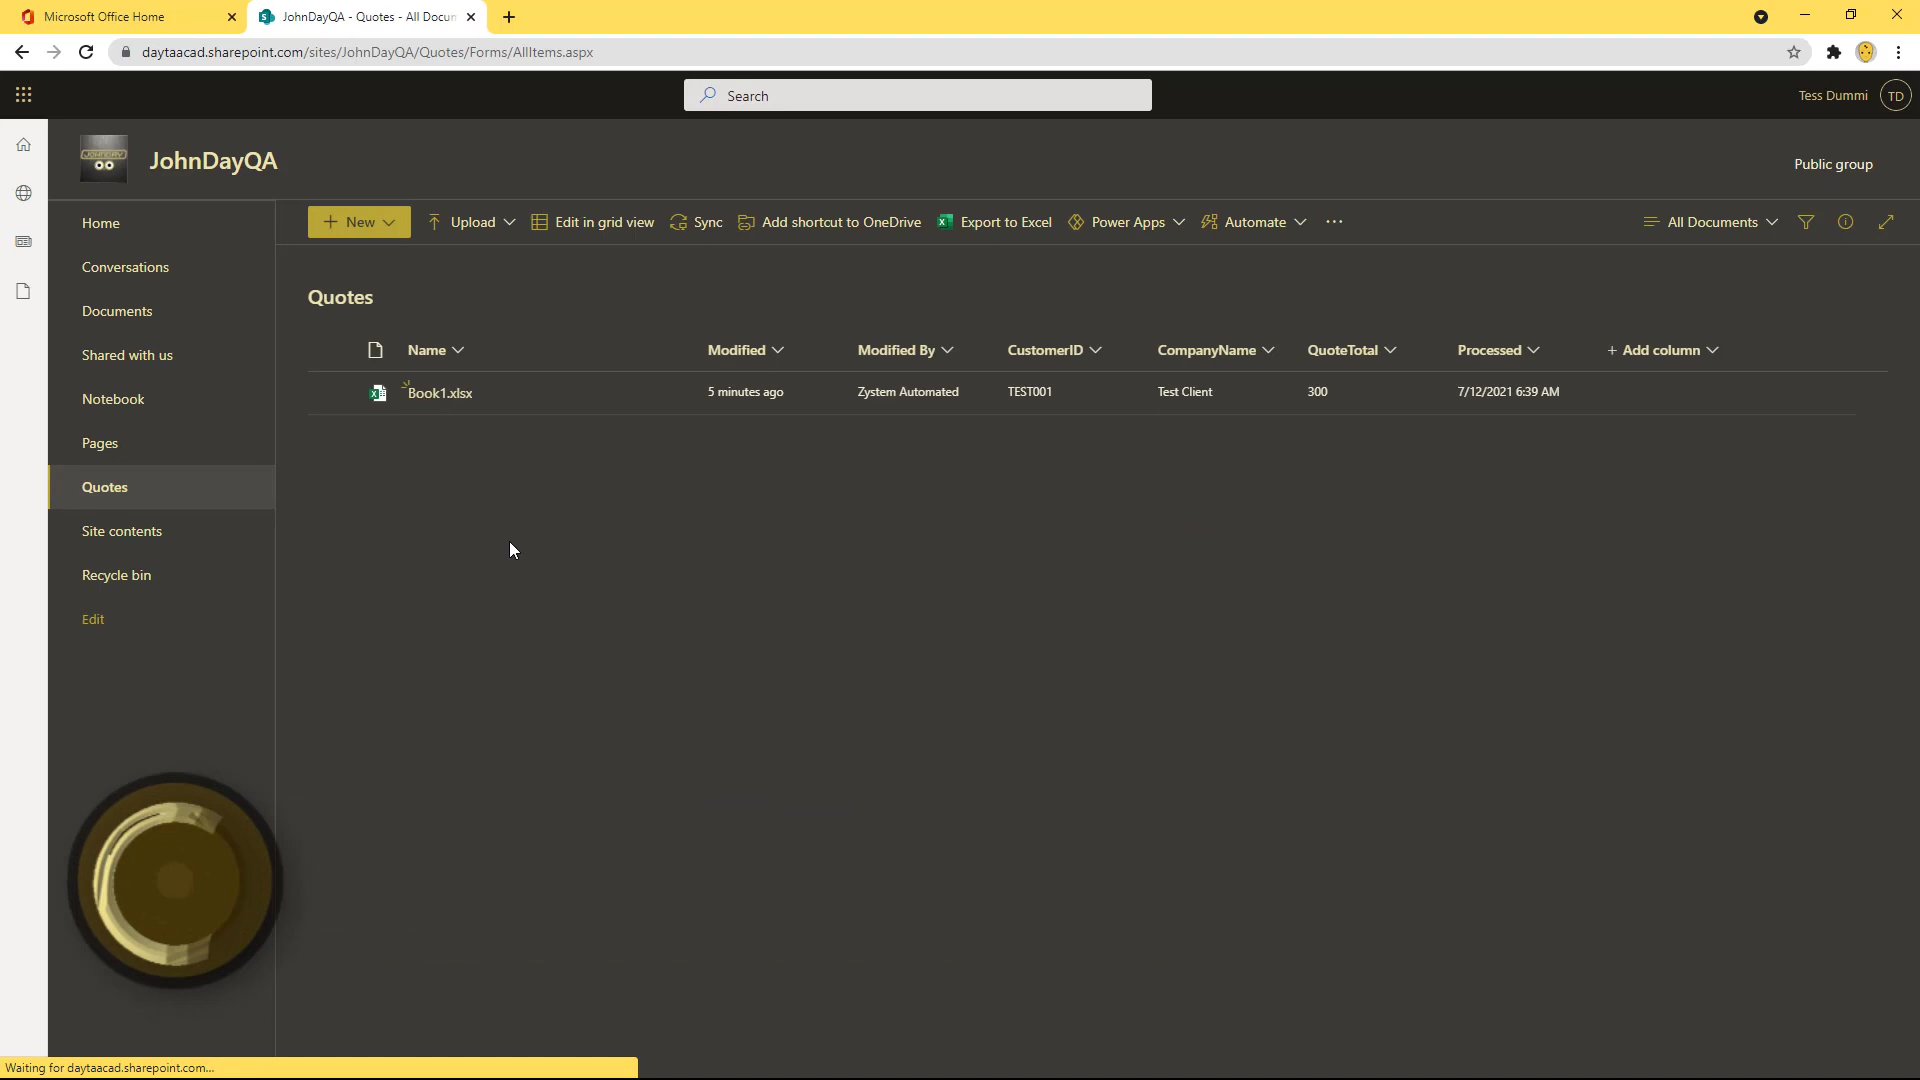 Microsoft Office Home
JohnDayQA - Quotes - All Docum
daytaacad.sharepoint.com/sites/JohnDayQA/Quotes/Forms/AllItems.aspx
Search
Tess Dummi
TD
JOHNDAY
JohnDayQA
Public group
Home
Conversations
Documents
Shared with us
Notebook
Pages
Quotes
Site contents
Recycle bin
Edit
New
Upload
Edit in grid view
Sync
Add shortcut to OneDrive
Export to Excel
Power Apps
Automate
All Documents
Quotes
Name Modified Modified By CustomerID CompanyName QuoteTotal Processed + Add column
Book1.xlsx 5 minutes ago Zystem Automated TEST001 Test Client 300 7/12/2021 6:39 AM
Waiting for daytaacad.sharepoint.com...